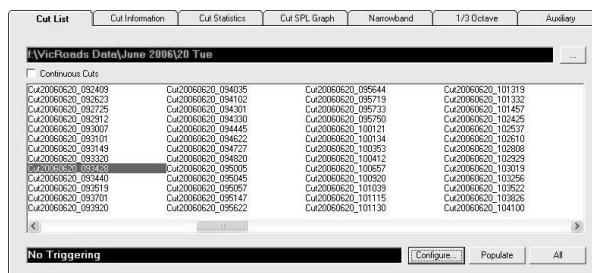 Cut List Cut Information Cut Statistics Cut SPL Graph Narrowband 1/3 Octave Auxiliary
f:\VicRoads Data\June 2006\20 Tue ...
Continuous Cuts
Cut20060620_092409 Cut20060620_094035 Cut20060620_095644 Cut20060620_101319
Cut20060620_092623 Cut20060620_094102 Cut20060620_095719 Cut20060620_101332
Cut20060620_092725 Cut20060620_094301 Cut20060620_095733 Cut20060620_101457
Cut20060620_092912 Cut20060620_094330 Cut20060620_095750 Cut20060620_102425
Cut20060620_093007 Cut20060620_094445 Cut20060620_100121 Cut20060620_102537
Cut20060620_093101 Cut20060620_094622 Cut20060620_100134 Cut20060620_102610
Cut20060620_093149 Cut20060620_094727 Cut20060620_100353 Cut20060620_102808
Cut20060620_093320 Cut20060620_094820 Cut20060620_100412 Cut20060620_102929
Cut20060620_093428 Cut20060620_095005 Cut20060620_100657 Cut20060620_103019
Cut20060620_093440 Cut20060620_095045 Cut20060620_100920 Cut20060620_103256
Cut20060620_093519 Cut20060620_095057 Cut20060620_101039 Cut20060620_103522
Cut20060620_093701 Cut20060620_095147 Cut20060620_101115 Cut20060620_103826
Cut20060620_093920 Cut20060620_095622 Cut20060620_101130 Cut20060620_104100
No Triggering Configure... Populate All